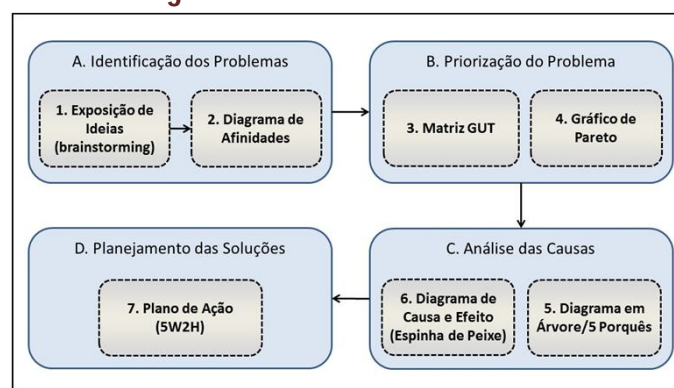 A. Identificação dos Problemas
1. Exposição de
Ideias
(brainstorming)
2. Diagrama de
Afinidades
B. Priorização do Problema
3. Matriz GUT
4. Gráfico de
Pareto
D. Planejamento das Soluções
7. Plano de Ação
(5W2H)
C. Análise das Causas
6. Diagrama de
Causa e Efeito
(Espinha de Peixe)
5. Diagrama em
Árvore/5 Porquês